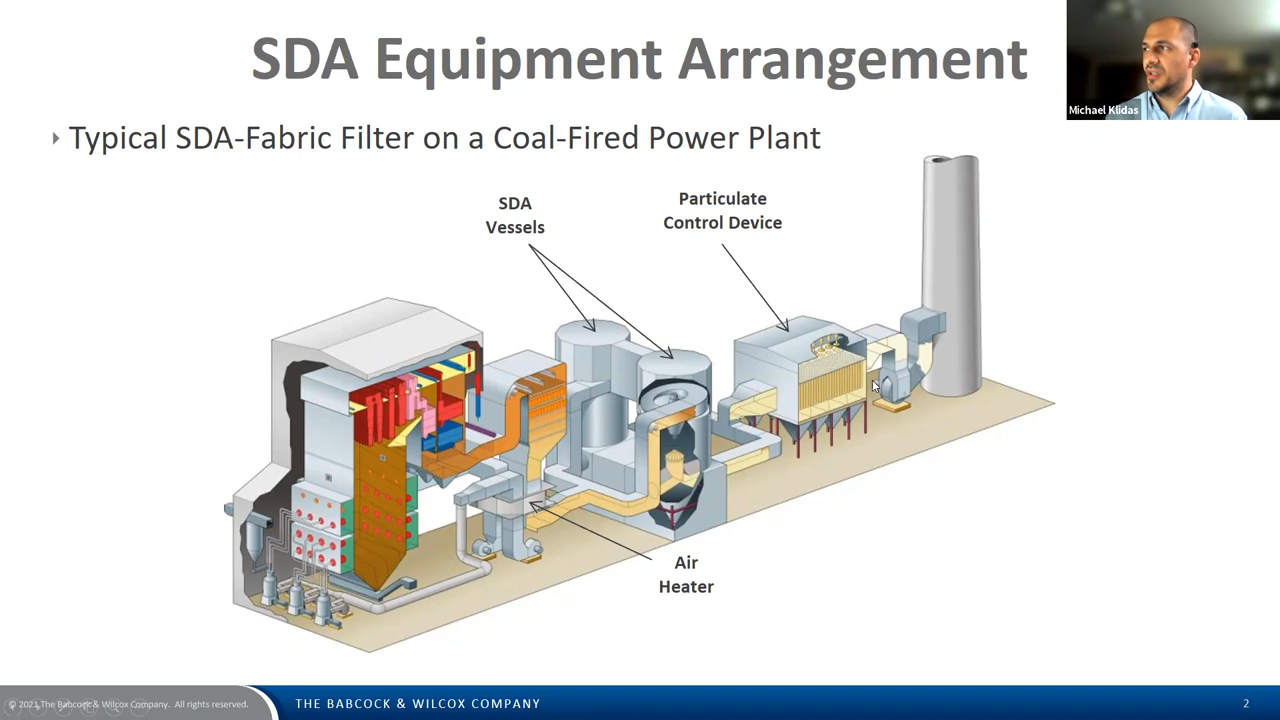 SDA Equipment Arrangement
Michael Klidas
Typical SDA-Fabric Filter on a Coal-Fired Power Plant
SDA
Vessels
Particulate
Control Device
Air
Heater
© 2021 The Babcock & Wilcox Company. All rights reserved.
THE BABCOCK & WILCOX COMPANY
2